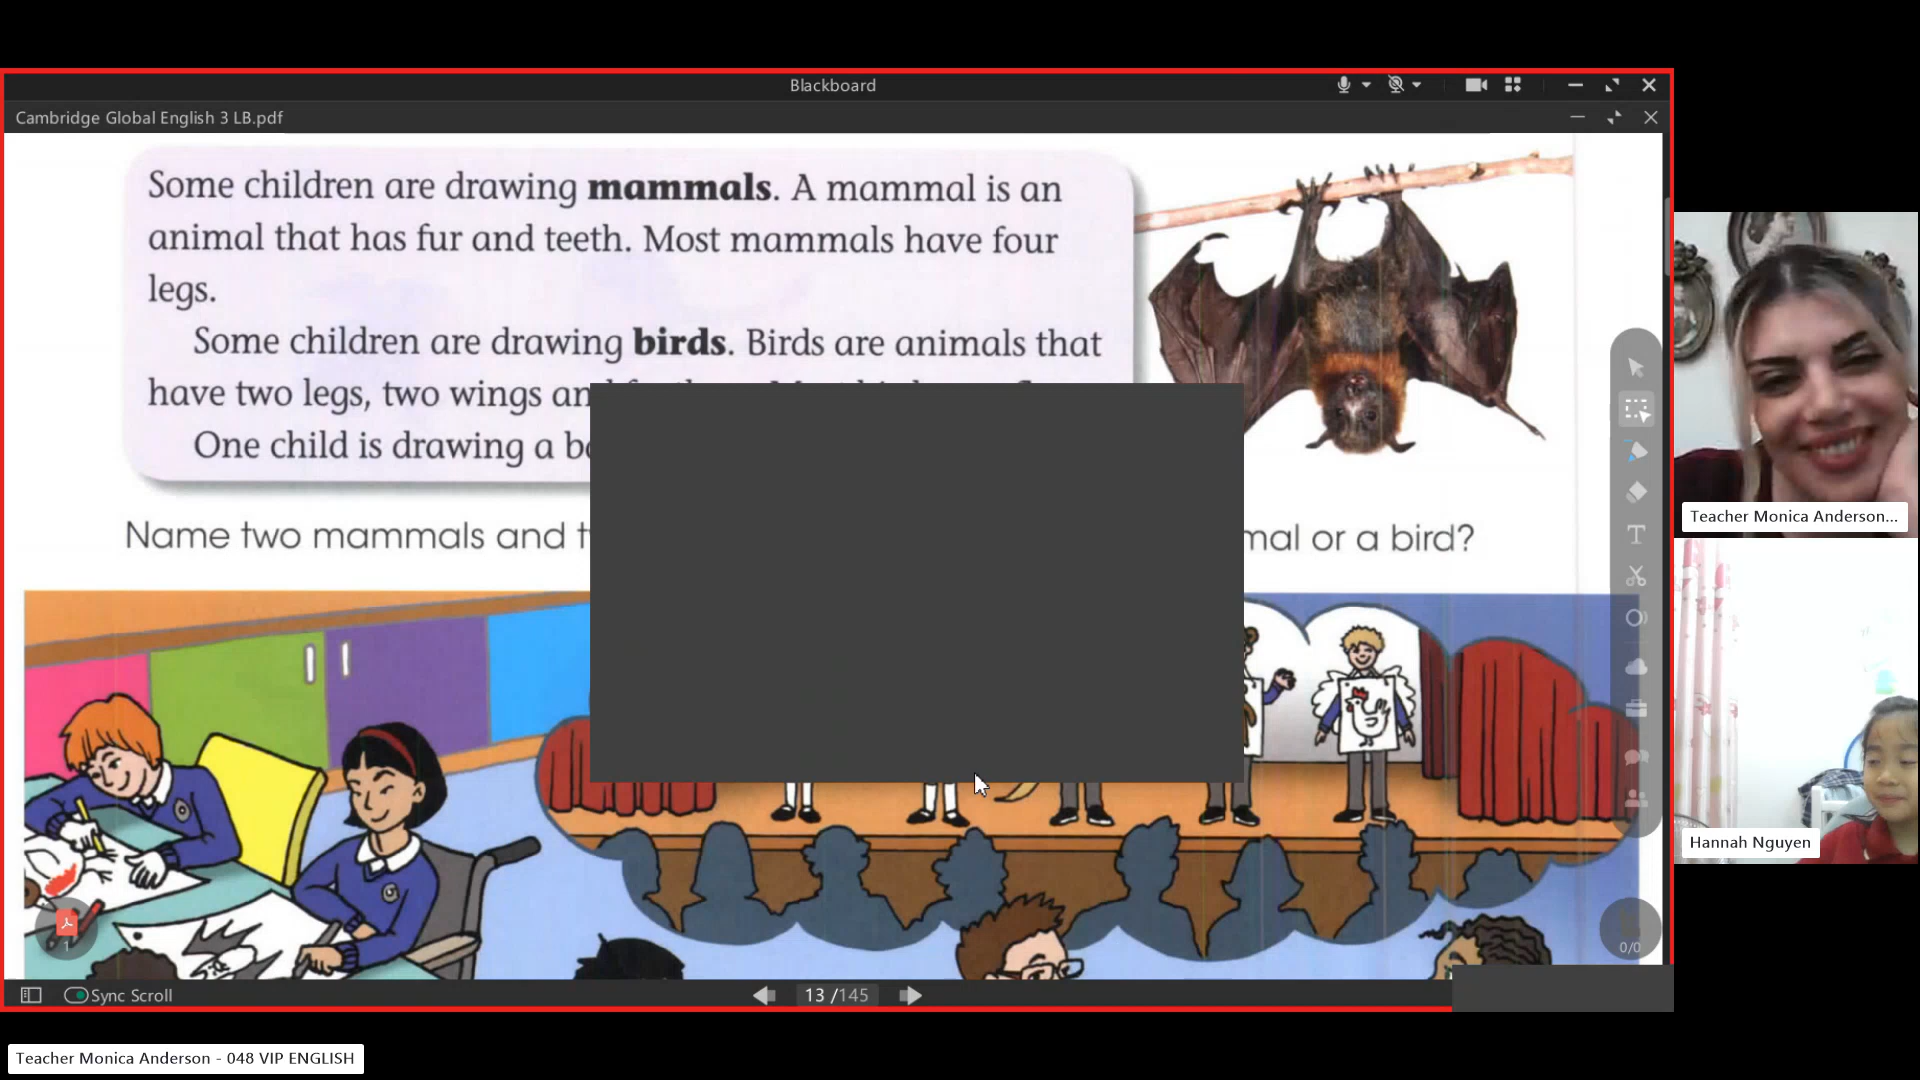 Blackboard
Cambridge Global English 3 LB.pdf
Some children are drawing mammals. A mammal is an
animal that has fur and teeth. Most mammals have four
legs.
Some children are drawing birds. Birds are animals that
have two legs, two wings an
One child is drawing a b
Name two mammals and t
mal or a bird?
Teacher Monica Anderson...
Hannah Nguyen
1
0/0
Sync Scroll
13 /145
Teacher Monica Anderson - 048 VIP ENGLISH